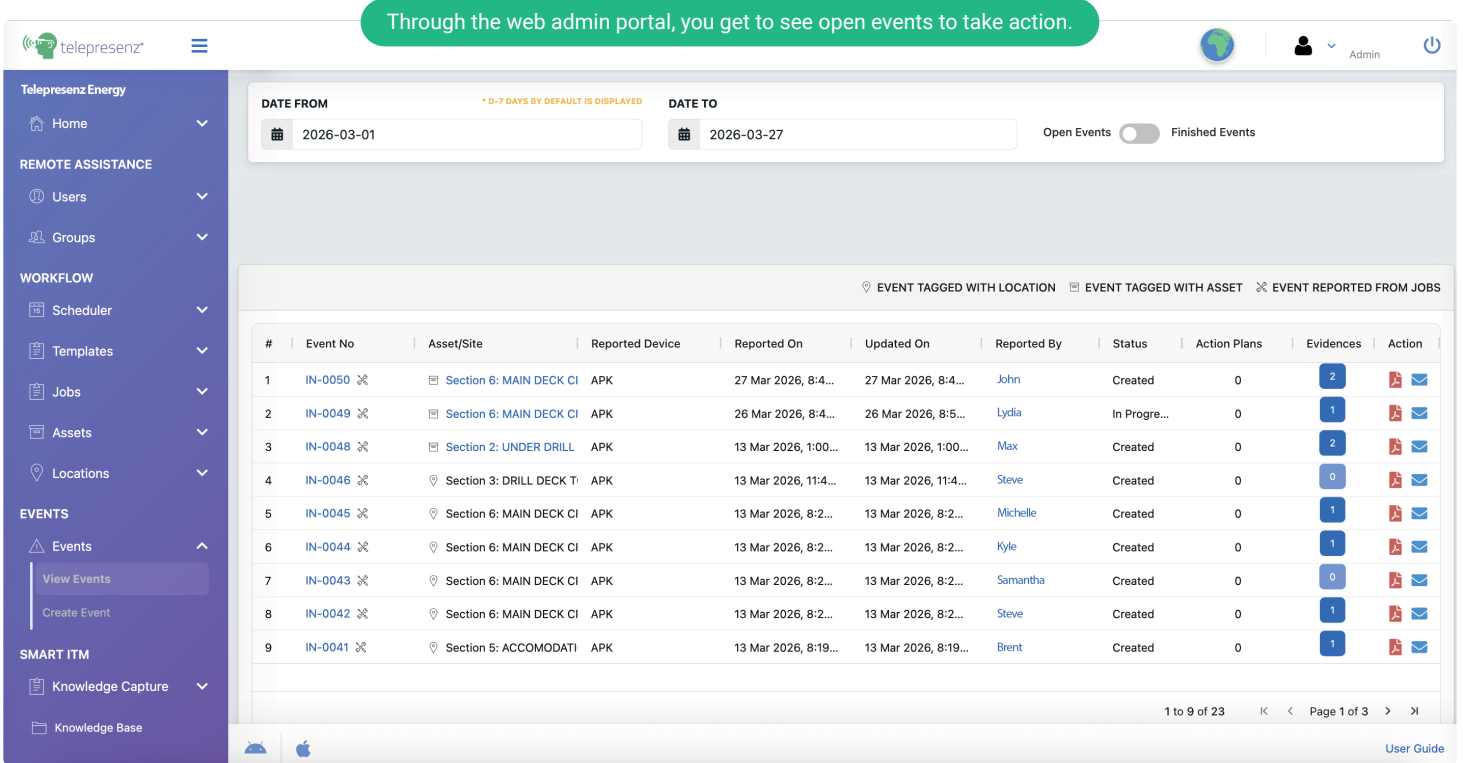 Through the web admin portal, you get to see open events to take action.
telepresenz
Admin
Telepresenz Energy
Home
REMOTE ASSISTANCE
Users
Groups
WORKFLOW
Scheduler
Templates
Jobs
Assets
Locations
EVENTS
Events
View Events
Create Event
SMART ITM
Knowledge Capture
Knowledge Base
DATE FROM * D-7 DAYS BY DEFAULT IS DISPLAYED DATE TO
2026-03-01 2026-03-27 Open Events Finished Events
EVENT TAGGED WITH LOCATION EVENT TAGGED WITH ASSET EVENT REPORTED FROM JOBS
# Event No Asset/Site Reported Device Reported On Updated On Reported By Status Action Plans Evidences Action
1 IN-0050 Section 6: MAIN DECK CI APK 27 Mar 2026, 8:4... 27 Mar 2026, 8:4... John Created 0 2
2 IN-0049 Section 6: MAIN DECK CI APK 26 Mar 2026, 8:4... 26 Mar 2026, 8:5... Lydia In Progre... 0 1
3 IN-0048 Section 2: UNDER DRILL APK 13 Mar 2026, 1:00... 13 Mar 2026, 1:00... Max Created 0 2
4 IN-0046 Section 3: DRILL DECK T APK 13 Mar 2026, 11:4... 13 Mar 2026, 11:4... Steve Created 0 0
5 IN-0045 Section 6: MAIN DECK CI APK 13 Mar 2026, 8:2... 13 Mar 2026, 8:2... Michelle Created 0 1
6 IN-0044 Section 6: MAIN DECK CI APK 13 Mar 2026, 8:2... 13 Mar 2026, 8:2... Kyle Created 0 1
7 IN-0043 Section 6: MAIN DECK CI APK 13 Mar 2026, 8:2... 13 Mar 2026, 8:2... Samantha Created 0 0
8 IN-0042 Section 6: MAIN DECK CI APK 13 Mar 2026, 8:2... 13 Mar 2026, 8:2... Steve Created 0 1
9 IN-0041 Section 5: ACCOMODATI APK 13 Mar 2026, 8:19... 13 Mar 2026, 8:19... Brent Created 0 1
1 to 9 of 23 Page 1 of 3
User Guide